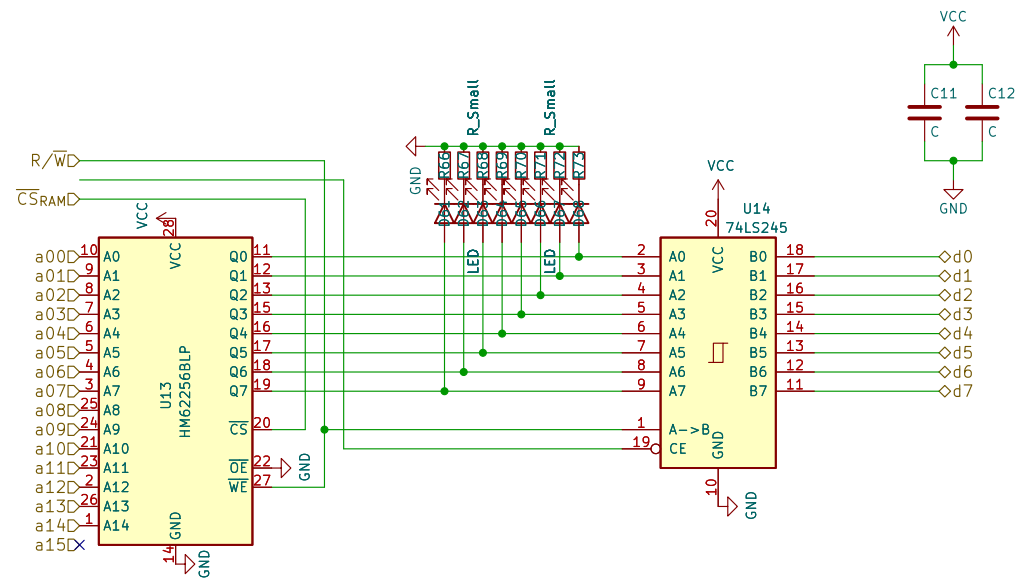 VCC
C11
C12
C
C
GND
R_Small
R_Small
R/W
CSRAM
GND
R66
R67
R68
R69
R70
R71
R72
R73
LED
LED
VCC
28
VCC
U13
HM62256BLP
a00 10 A0
a01 9 A1
a02 8 A2
a03 7 A3
a04 6 A4
a05 5 A5
a06 4 A6
a07 3 A7
a08 25 A8
a09 24 A9
a10 21 A10
a11 23 A11
a12 2 A12
a13 26 A13
a14 1 A14
a15
Q0 11
Q1 12
Q2 13
Q3 15
Q4 16
Q5 17
Q6 18
Q7 19
CS 20
OE 22
GND
WE 27
GND
14
GND
VCC
20
U14
74LS245
VCC
2 A0
3 A1
4 A2
5 A3
6 A4
7 A5
8 A6
9 A7
1 A->B
19 CE
GND
10
GND
B0 18 d0
B1 17 d1
B2 16 d2
B3 15 d3
B4 14 d4
B5 13 d5
B6 12 d6
B7 11 d7